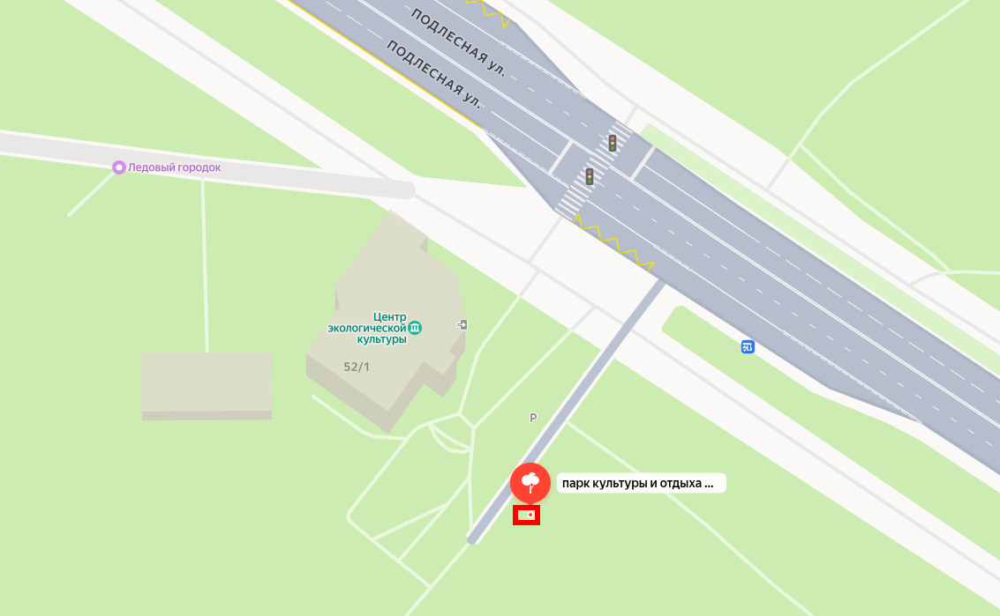 ПОДЛЕСНАЯ ул.
ПОДЛЕСНАЯ ул.
Ледовый городок
Центр
экологической
культуры
52/1
P
парк культуры и отдыха ...